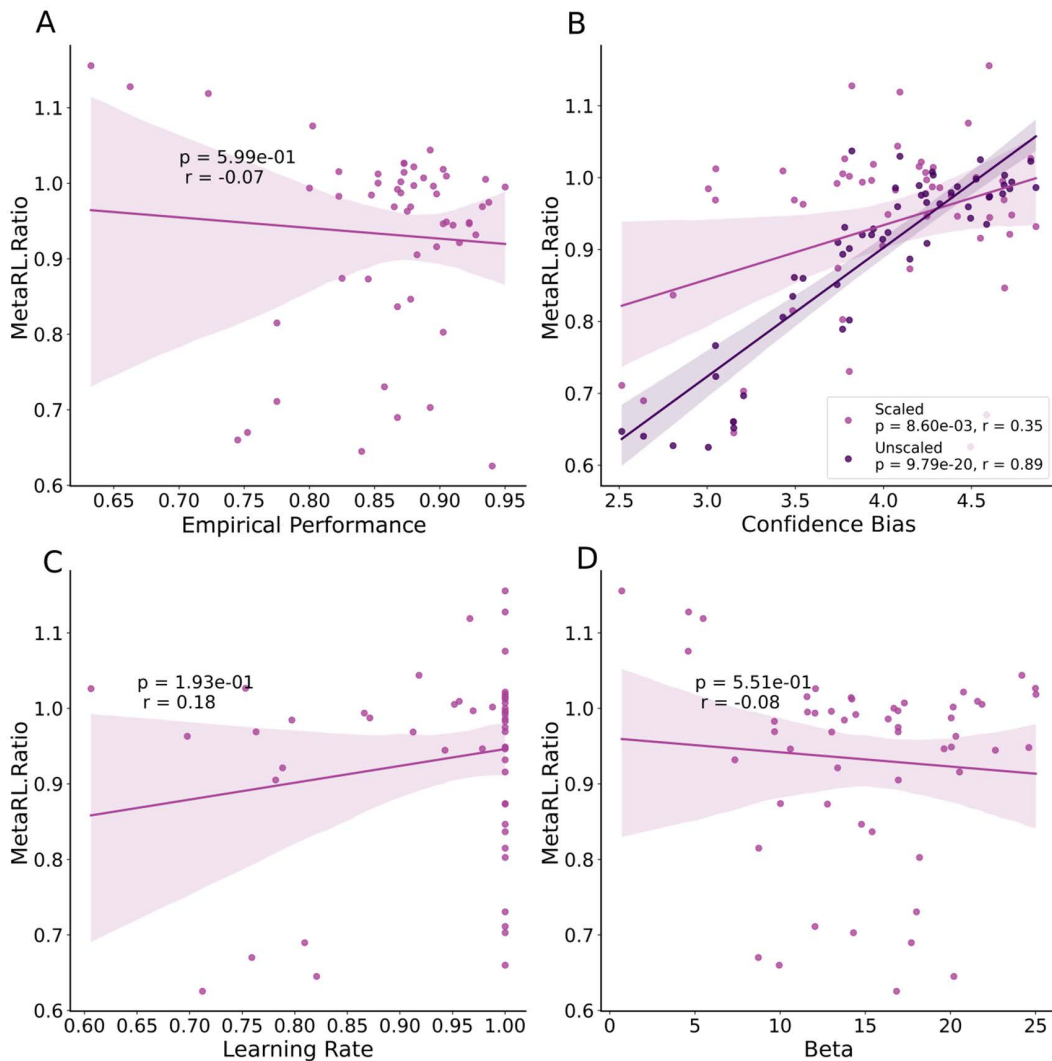 A
B
MetaRL.Ratio
1.1
1.0
0.9
0.8
0.7
0.6
p = 5.99e-01
r = -0.07
0.65
0.70
0.75
0.80
0.85
0.90
0.95
Empirical Performance
MetaRL.Ratio
1.1
1.0
0.9
0.8
0.7
0.6
Scaled
p = 8.60e-03, r = 0.35
Unscaled
p = 9.79e-20, r = 0.89
2.5
3.0
3.5
4.0
4.5
Confidence Bias
C
D
MetaRL.Ratio
1.1
1.0
0.9
0.8
0.7
0.6
p = 1.93e-01
r = 0.18
0.60
0.65
0.70
0.75
0.80
0.85
0.90
0.95
1.00
Learning Rate
MetaRL.Ratio
1.1
1.0
0.9
0.8
0.7
0.6
p = 5.51e-01
r = -0.08
0
5
10
15
20
25
Beta